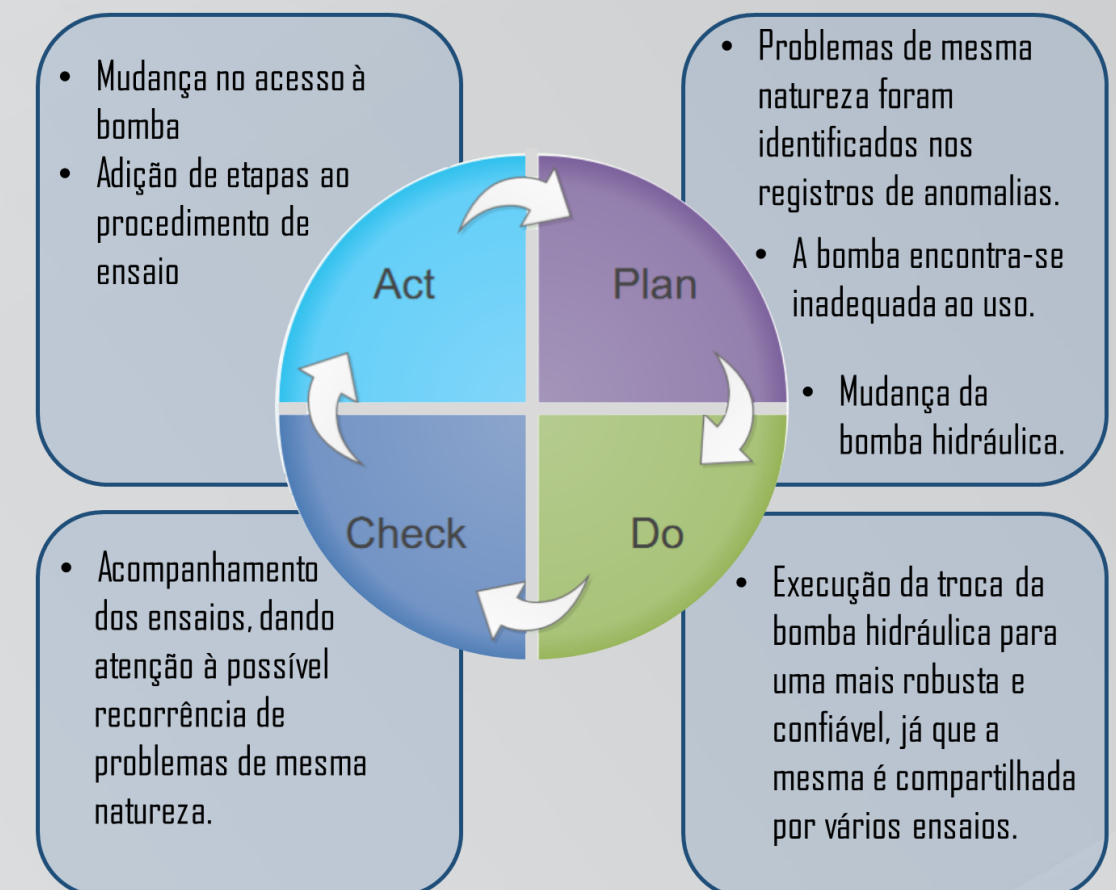 • Mudança no acesso à
bomba
• Adição de etapas ao
procedimento de
ensaio
Act
Plan
• Problemas de mesma
natureza foram
identificados nos
registros de anomalias.
• A bomba encontra-se
inadequada ao uso.
• Mudança da
bomba hidráulica.
Check
Do
• Acompanhamento
dos ensaios, dando
atenção à possível
recorrência de
problemas de mesma
natureza.
• Execução da troca da
bomba hidráulica para
uma mais robusta e
confiável, já que a
mesma é compartilhada
por vários ensaios.